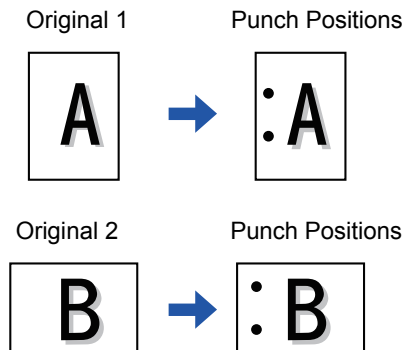 Original 1 Punch Positions
A A
Original 2 Punch Positions
B B